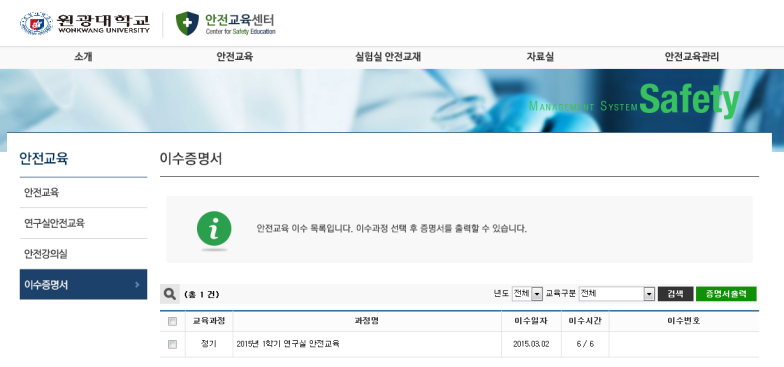 원광대학교
WONKWANG UNIVERSITY
안전교육센터
Center for Safety Education
소개 안전교육 실험실 안전교재 자료실 안전교육관리
MANAGEMENT SYSTEM Safety
안전교육
안전교육
연구실안전교육
안전강의실
이수증명서
이수증명서
안전교육 이수 목록입니다. 이수과정 선택 후 증명서를 출력할 수 있습니다.
(총 1 건) 년도 전체 교육구분 전체 검색 증명서출력
교육과정 과정명 이수일자 이수시간 이수번호
정기 2015년 1학기 연구실 안전교육 2015.03.02 6 / 6